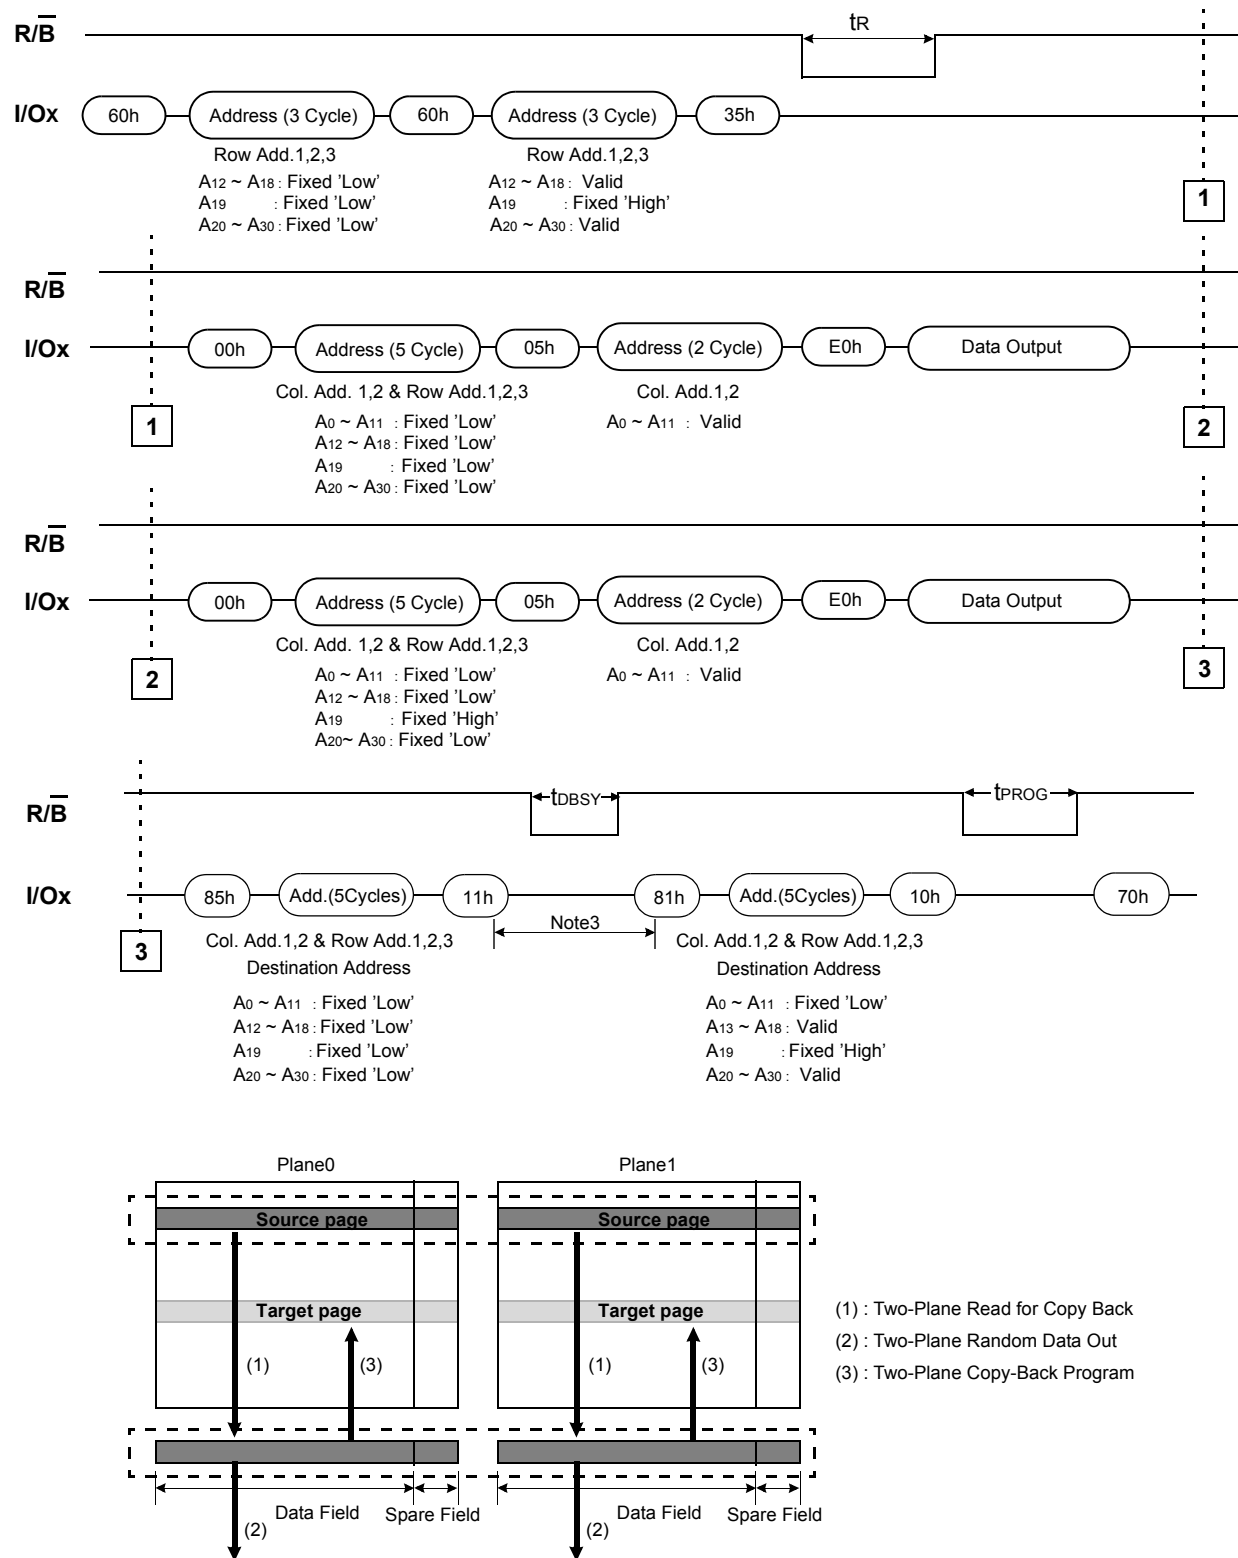 R/B tR
I/Ox 60h Address (3 Cycle) 60h Address (3 Cycle) 35h
Row Add.1,2,3 Row Add.1,2,3
A12 ~ A18 : Fixed 'Low' A12 ~ A18 : Valid
A19 : Fixed 'Low' A19 : Fixed 'High'
A20 ~ A30 : Fixed 'Low' A20 ~ A30 : Valid
1
R/B
I/Ox 00h Address (5 Cycle) 05h Address (2 Cycle) E0h Data Output
Col. Add. 1,2 & Row Add.1,2,3 Col. Add.1,2
A0 ~ A11 : Fixed 'Low' A0 ~ A11 : Valid
A12 ~ A18 : Fixed 'Low'
A19 : Fixed 'Low'
A20 ~ A30 : Fixed 'Low'
1 2
R/B
I/Ox 00h Address (5 Cycle) 05h Address (2 Cycle) E0h Data Output
Col. Add. 1,2 & Row Add.1,2,3 Col. Add.1,2
A0 ~ A11 : Fixed 'Low' A0 ~ A11 : Valid
A12 ~ A18 : Fixed 'Low'
A19 : Fixed 'High'
A20~ A30 : Fixed 'Low'
2 3
R/B tDBSY tPROG
I/Ox 85h Add.(5Cycles) 11h 81h Add.(5Cycles) 10h 70h
Note3
3
Col. Add.1,2 & Row Add.1,2,3 Col. Add.1,2 & Row Add.1,2,3
Destination Address Destination Address
A0 ~ A11 : Fixed 'Low' A0 ~ A11 : Fixed 'Low'
A12 ~ A18 : Fixed 'Low' A13 ~ A18 : Valid
A19 : Fixed 'Low' A19 : Fixed 'High'
A20 ~ A30 : Fixed 'Low' A20 ~ A30 : Valid
Plane0 Plane1
Source page Source page
Target page Target page
(1) (3) (1) (3)
(1) : Two-Plane Read for Copy Back
(2) : Two-Plane Random Data Out
(3) : Two-Plane Copy-Back Program
Data Field Spare Field Data Field Spare Field
(2) (2)